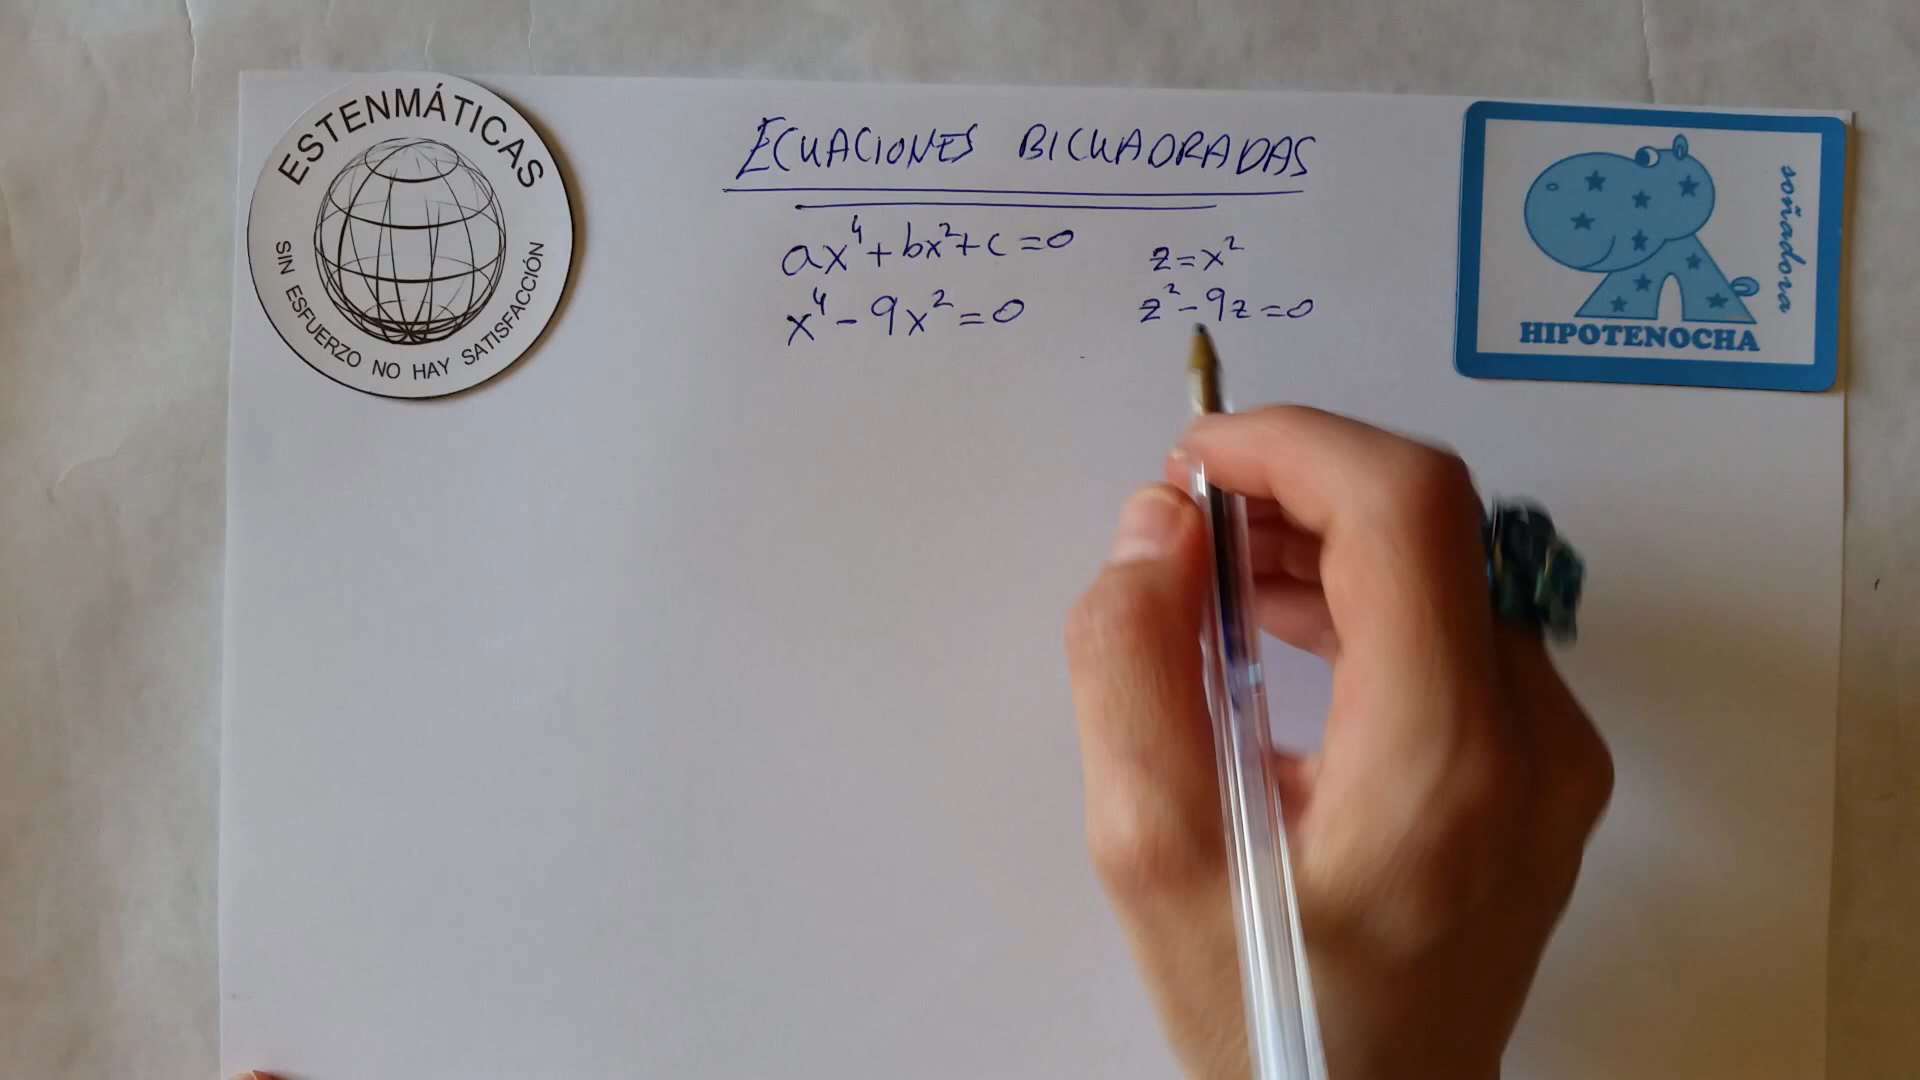 ESTENMÁTICAS
SIN ESFUERZO NO HAY SATISFACCIÓN
ECUACIONES BICUADRADAS
ax⁴+bx²+c=0
z=x²
x⁴-9x²=0
z²-9z=0
soñadora
HIPOTENOCHA